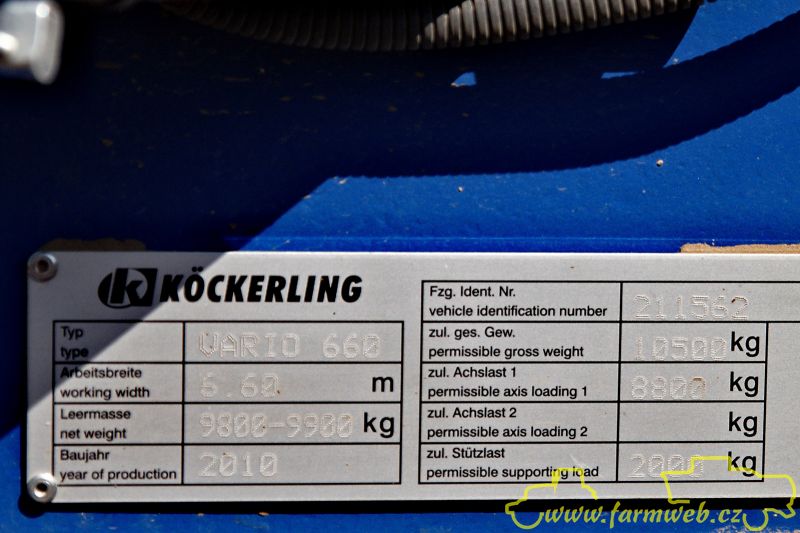 k KÖCKERLING
Typ
type
VARIO 660
Arbeitsbreite
working width
6.60 m
Leermasse
net weight
9800-9900 kg
Baujahr
year of production
2010
Fzg. Ident. Nr.
vehicle identification number
211562
zul. ges. Gew.
permissible gross weight
10500 kg
zul. Achslast 1
permissible axis loading 1
8800 kg
zul. Achslast 2
permissible axis loading 2
kg
zul. Stützlast
permissible supporting load
2000 kg
www.farmweb.cz